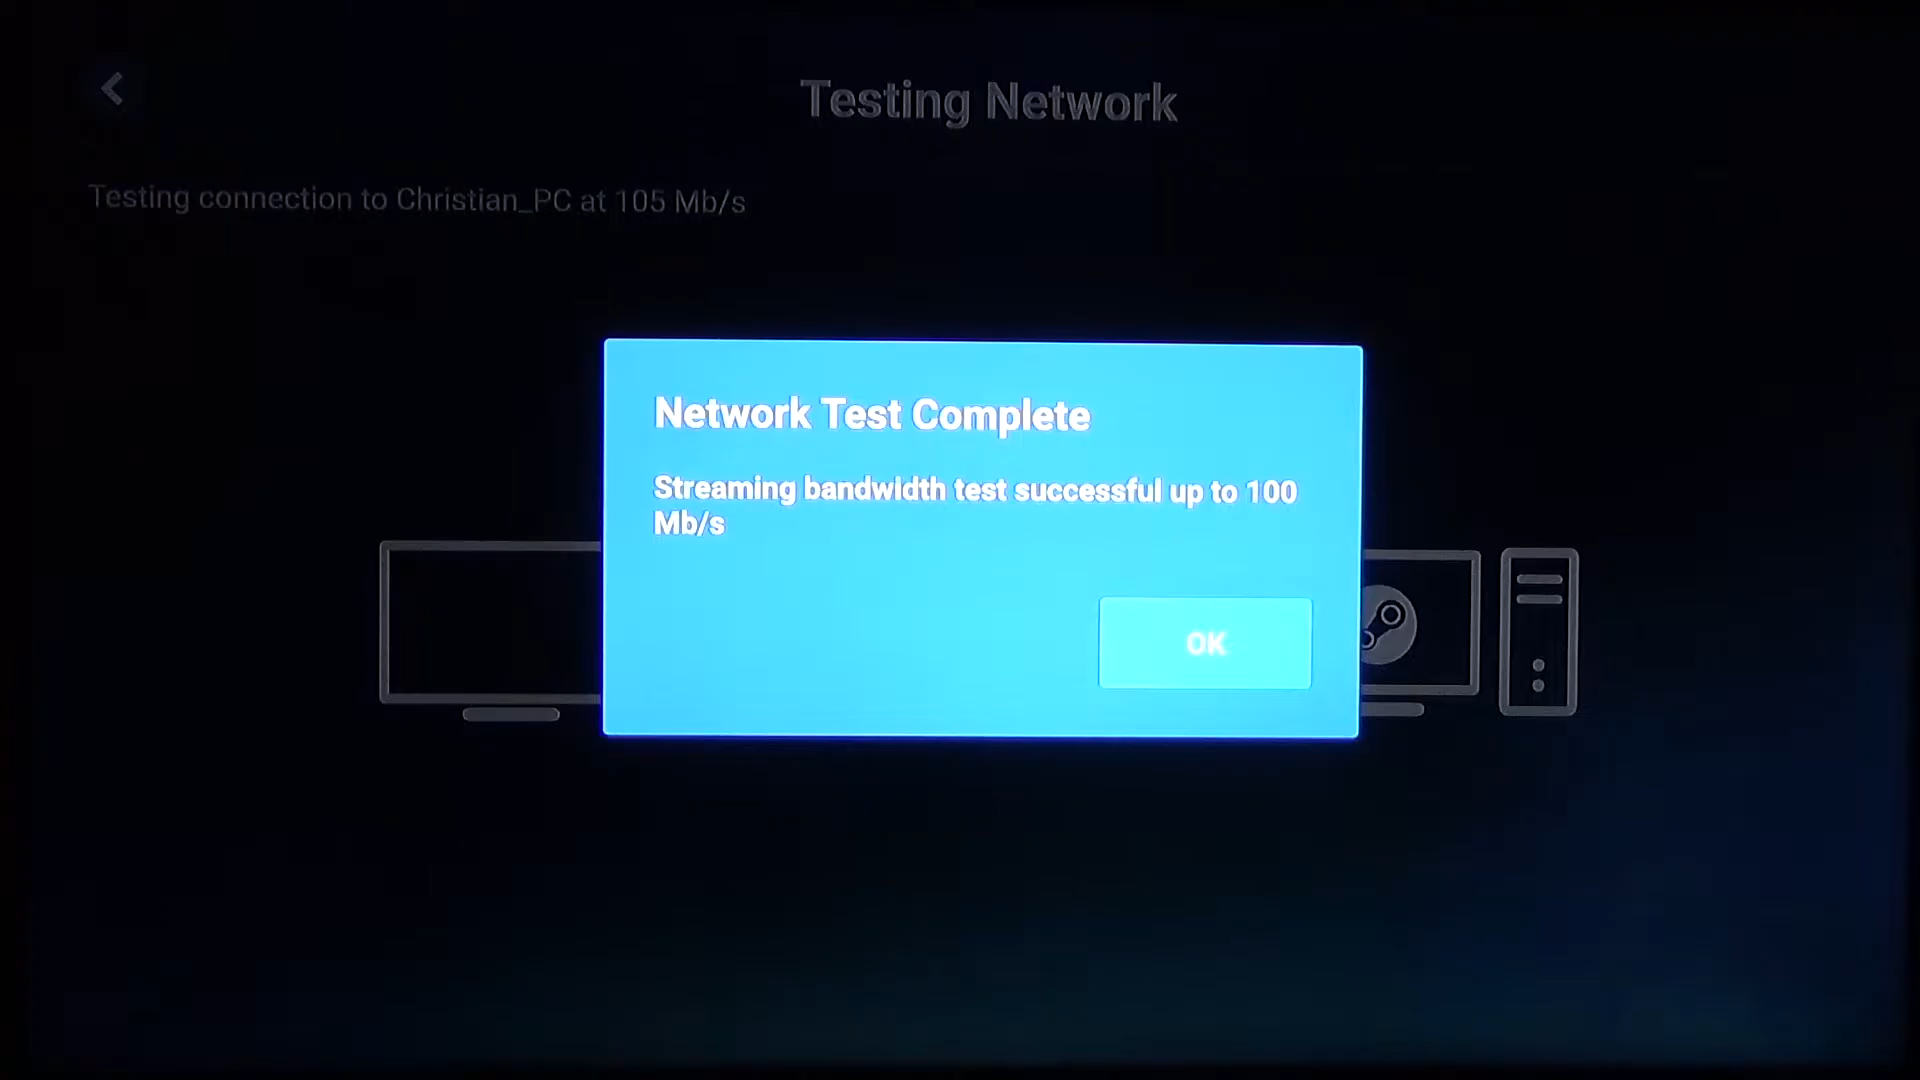 Testing Network
Testing connection to Christian_PC at 105 Mb/s
Network Test Complete
Streaming bandwidth test successful up to 100
Mb/s
OK